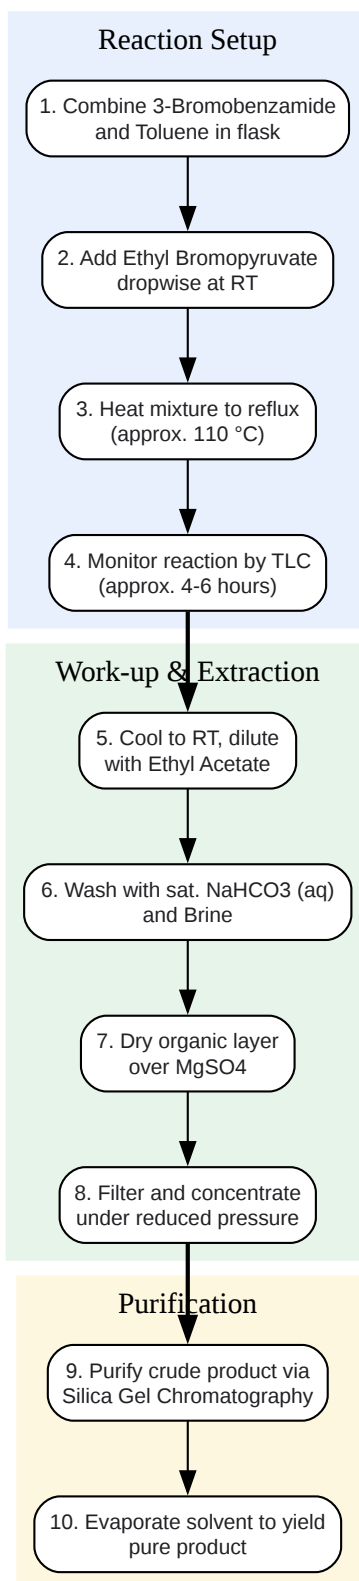 Reaction Setup
1. Combine 3-Bromobenzamide
and Toluene in flask
2. Add Ethyl Bromopyruvate
dropwise at RT
3. Heat mixture to reflux
(approx. 110 °C)
4. Monitor reaction by TLC
(approx. 4-6 hours)
Work-up & Extraction
5. Cool to RT, dilute
with Ethyl Acetate
6. Wash with sat. NaHCO3 (aq)
and Brine
7. Dry organic layer
over MgSO4
8. Filter and concentrate
under reduced pressure
Purification
9. Purify crude product via
Silica Gel Chromatography
10. Evaporate solvent to yield
pure product